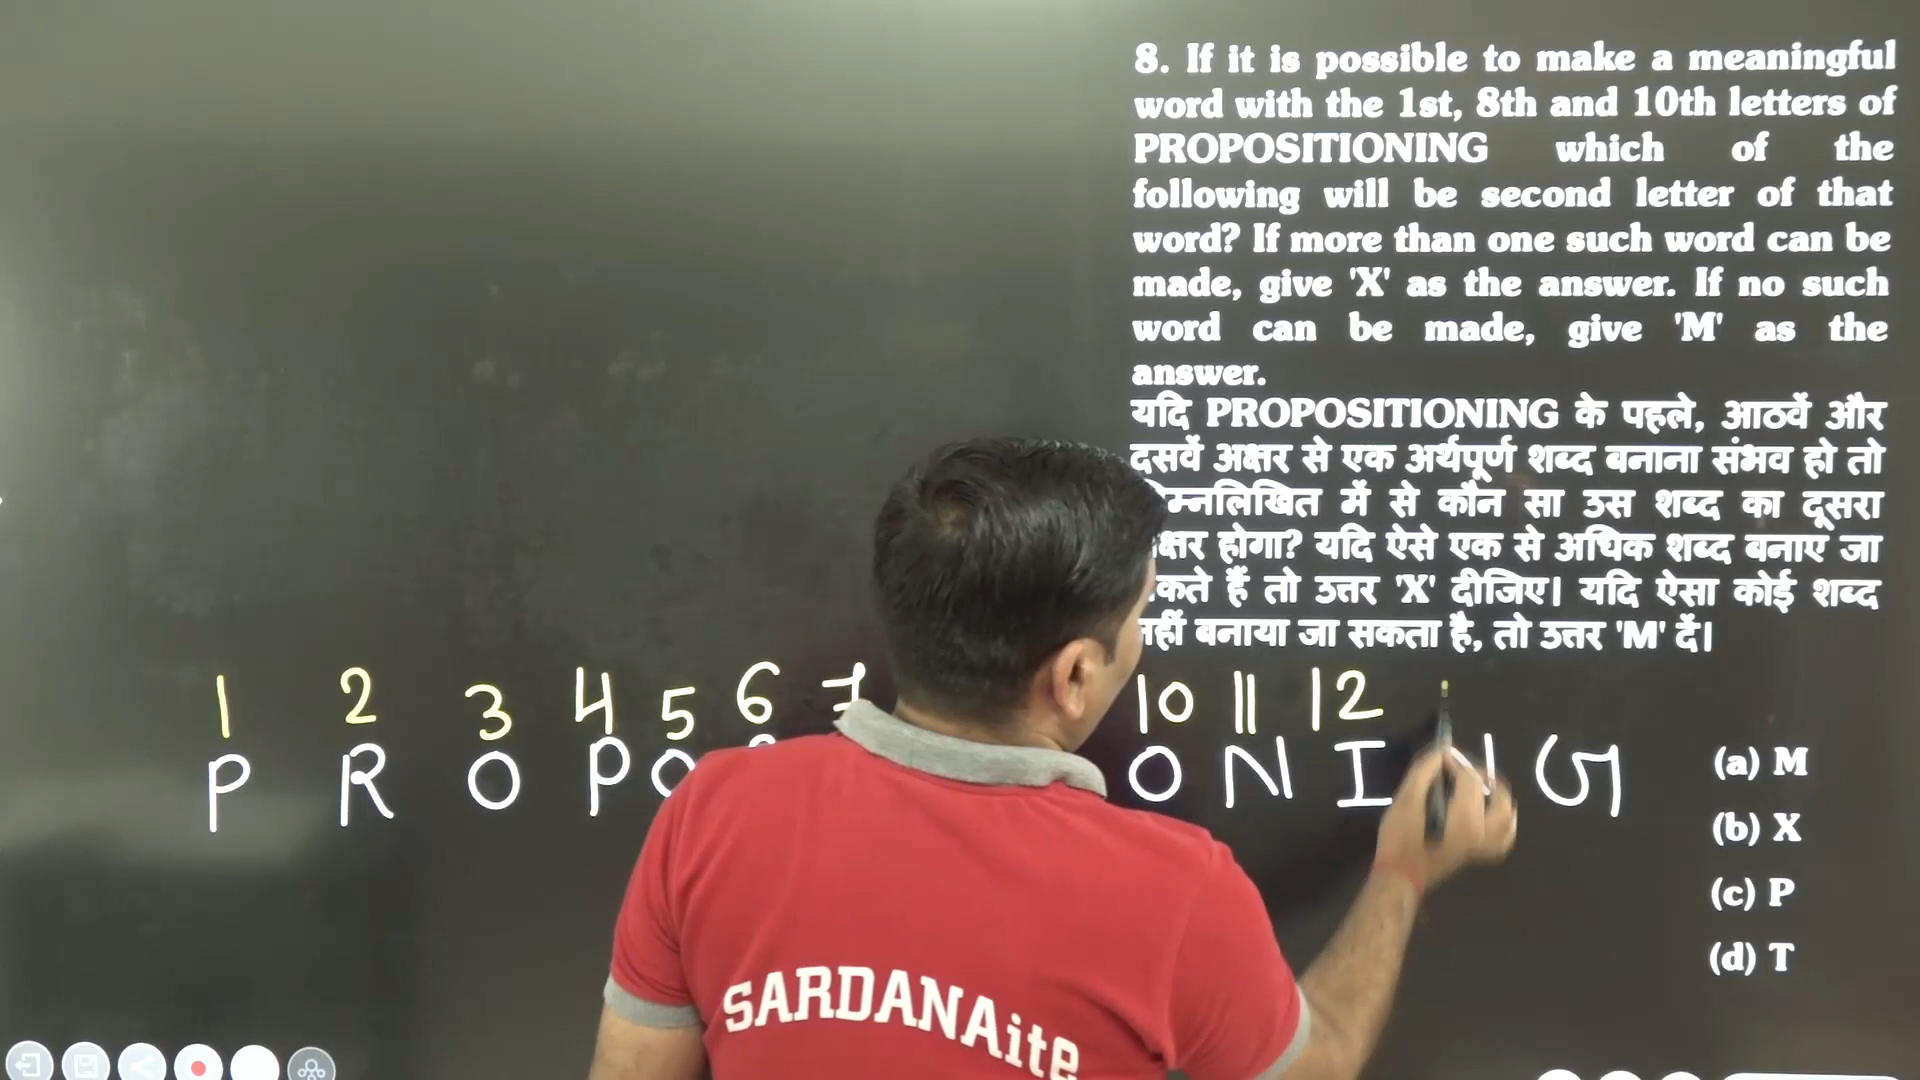 8. If it is possible to make a meaningful
word with the 1st, 8th and 10th letters of
PROPOSITIONING which of the
following will be second letter of that
word? If more than one such word can be
made, give 'X' as the answer. If no such
word can be made, give 'M' as the
answer.
यदि PROPOSITIONING के पहले, आठवें और
दसवें अक्षर से एक अर्थपूर्ण शब्द बनाना संभव हो तो
में से कौन सा उस शब्द का दूसरा
होगा? यदि ऐसे एक से अधिक शब्द बनाए जा
हैं तो उत्तर 'X' दीजिए। यदि ऐसा कोई शब्द
बनाया जा सकता है, तो उत्तर 'M' दें।
1 2 3 4 5 6 7 10 11 12
P R O P O O N I G
(a) M
(b) X
(c) P
(d) T
SARDANAite